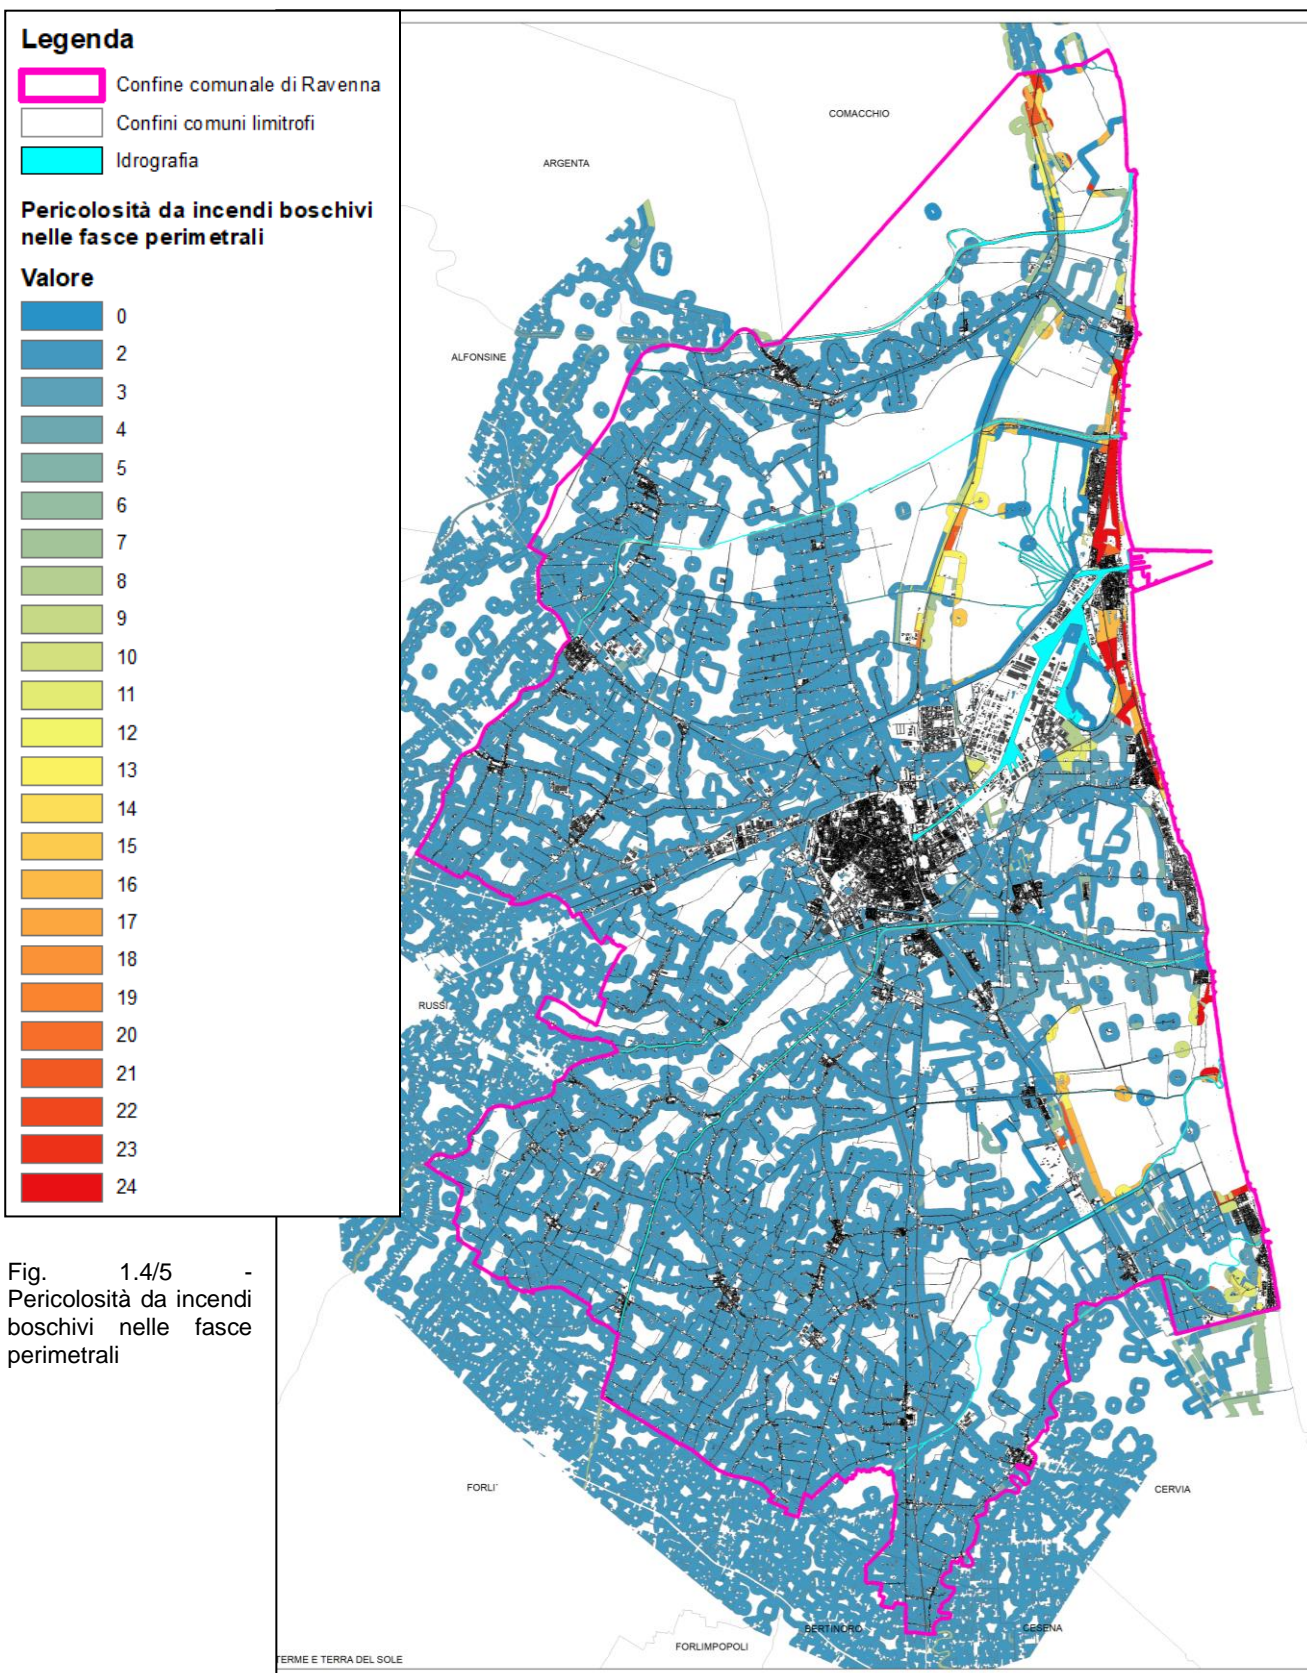 Legenda
Confine comunale di Ravenna
Confini comuni limitrofi
Idrografia
Pericolosità da incendi boschivi
nelle fasce perimetrali
Valore
0
2
3
4
5
6
7
8
9
10
11
12
13
14
15
16
17
18
19
20
21
22
23
24
Fig. 1.4/5 -
Pericolosità da incendi
boschivi nelle fasce
perimetrali
COMACCHIO
ARGENTA
ALFONSINE
RUSSI
FORLI'
CERVIA
BERTINORO
CESENA
FORLIMPOPOLI
TERME E TERRA DEL SOLE